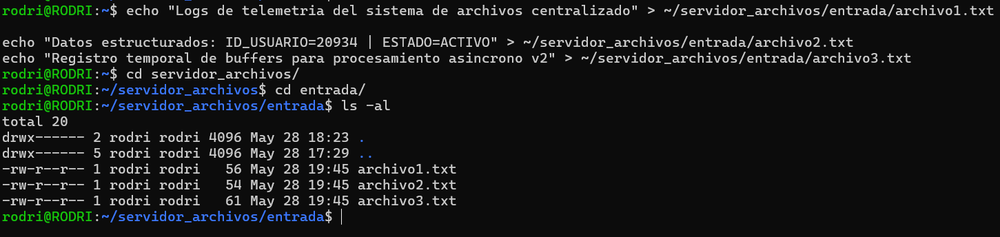 rodri@RODRI:~$ echo "Logs de telemetria del sistema de archivos centralizado" > ~/servidor_archivos/entrada/archivo1.txt
echo "Datos estructurados: ID_USUARIO=20934 | ESTADO=ACTIVO" > ~/servidor_archivos/entrada/archivo2.txt
echo "Registro temporal de buffers para procesamiento asincrono v2" > ~/servidor_archivos/entrada/archivo3.txt
rodri@RODRI:~$ cd servidor_archivos/
rodri@RODRI:~/servidor_archivos$ cd entrada/
rodri@RODRI:~/servidor_archivos/entrada$ ls -al
total 20
drwx------ 2 rodri rodri 4096 May 28 18:23 .
drwx------ 5 rodri rodri 4096 May 28 17:29 ..
-rw-r--r-- 1 rodri rodri   56 May 28 19:45 archivo1.txt
-rw-r--r-- 1 rodri rodri   54 May 28 19:45 archivo2.txt
-rw-r--r-- 1 rodri rodri   61 May 28 19:45 archivo3.txt
rodri@RODRI:~/servidor_archivos/entrada$